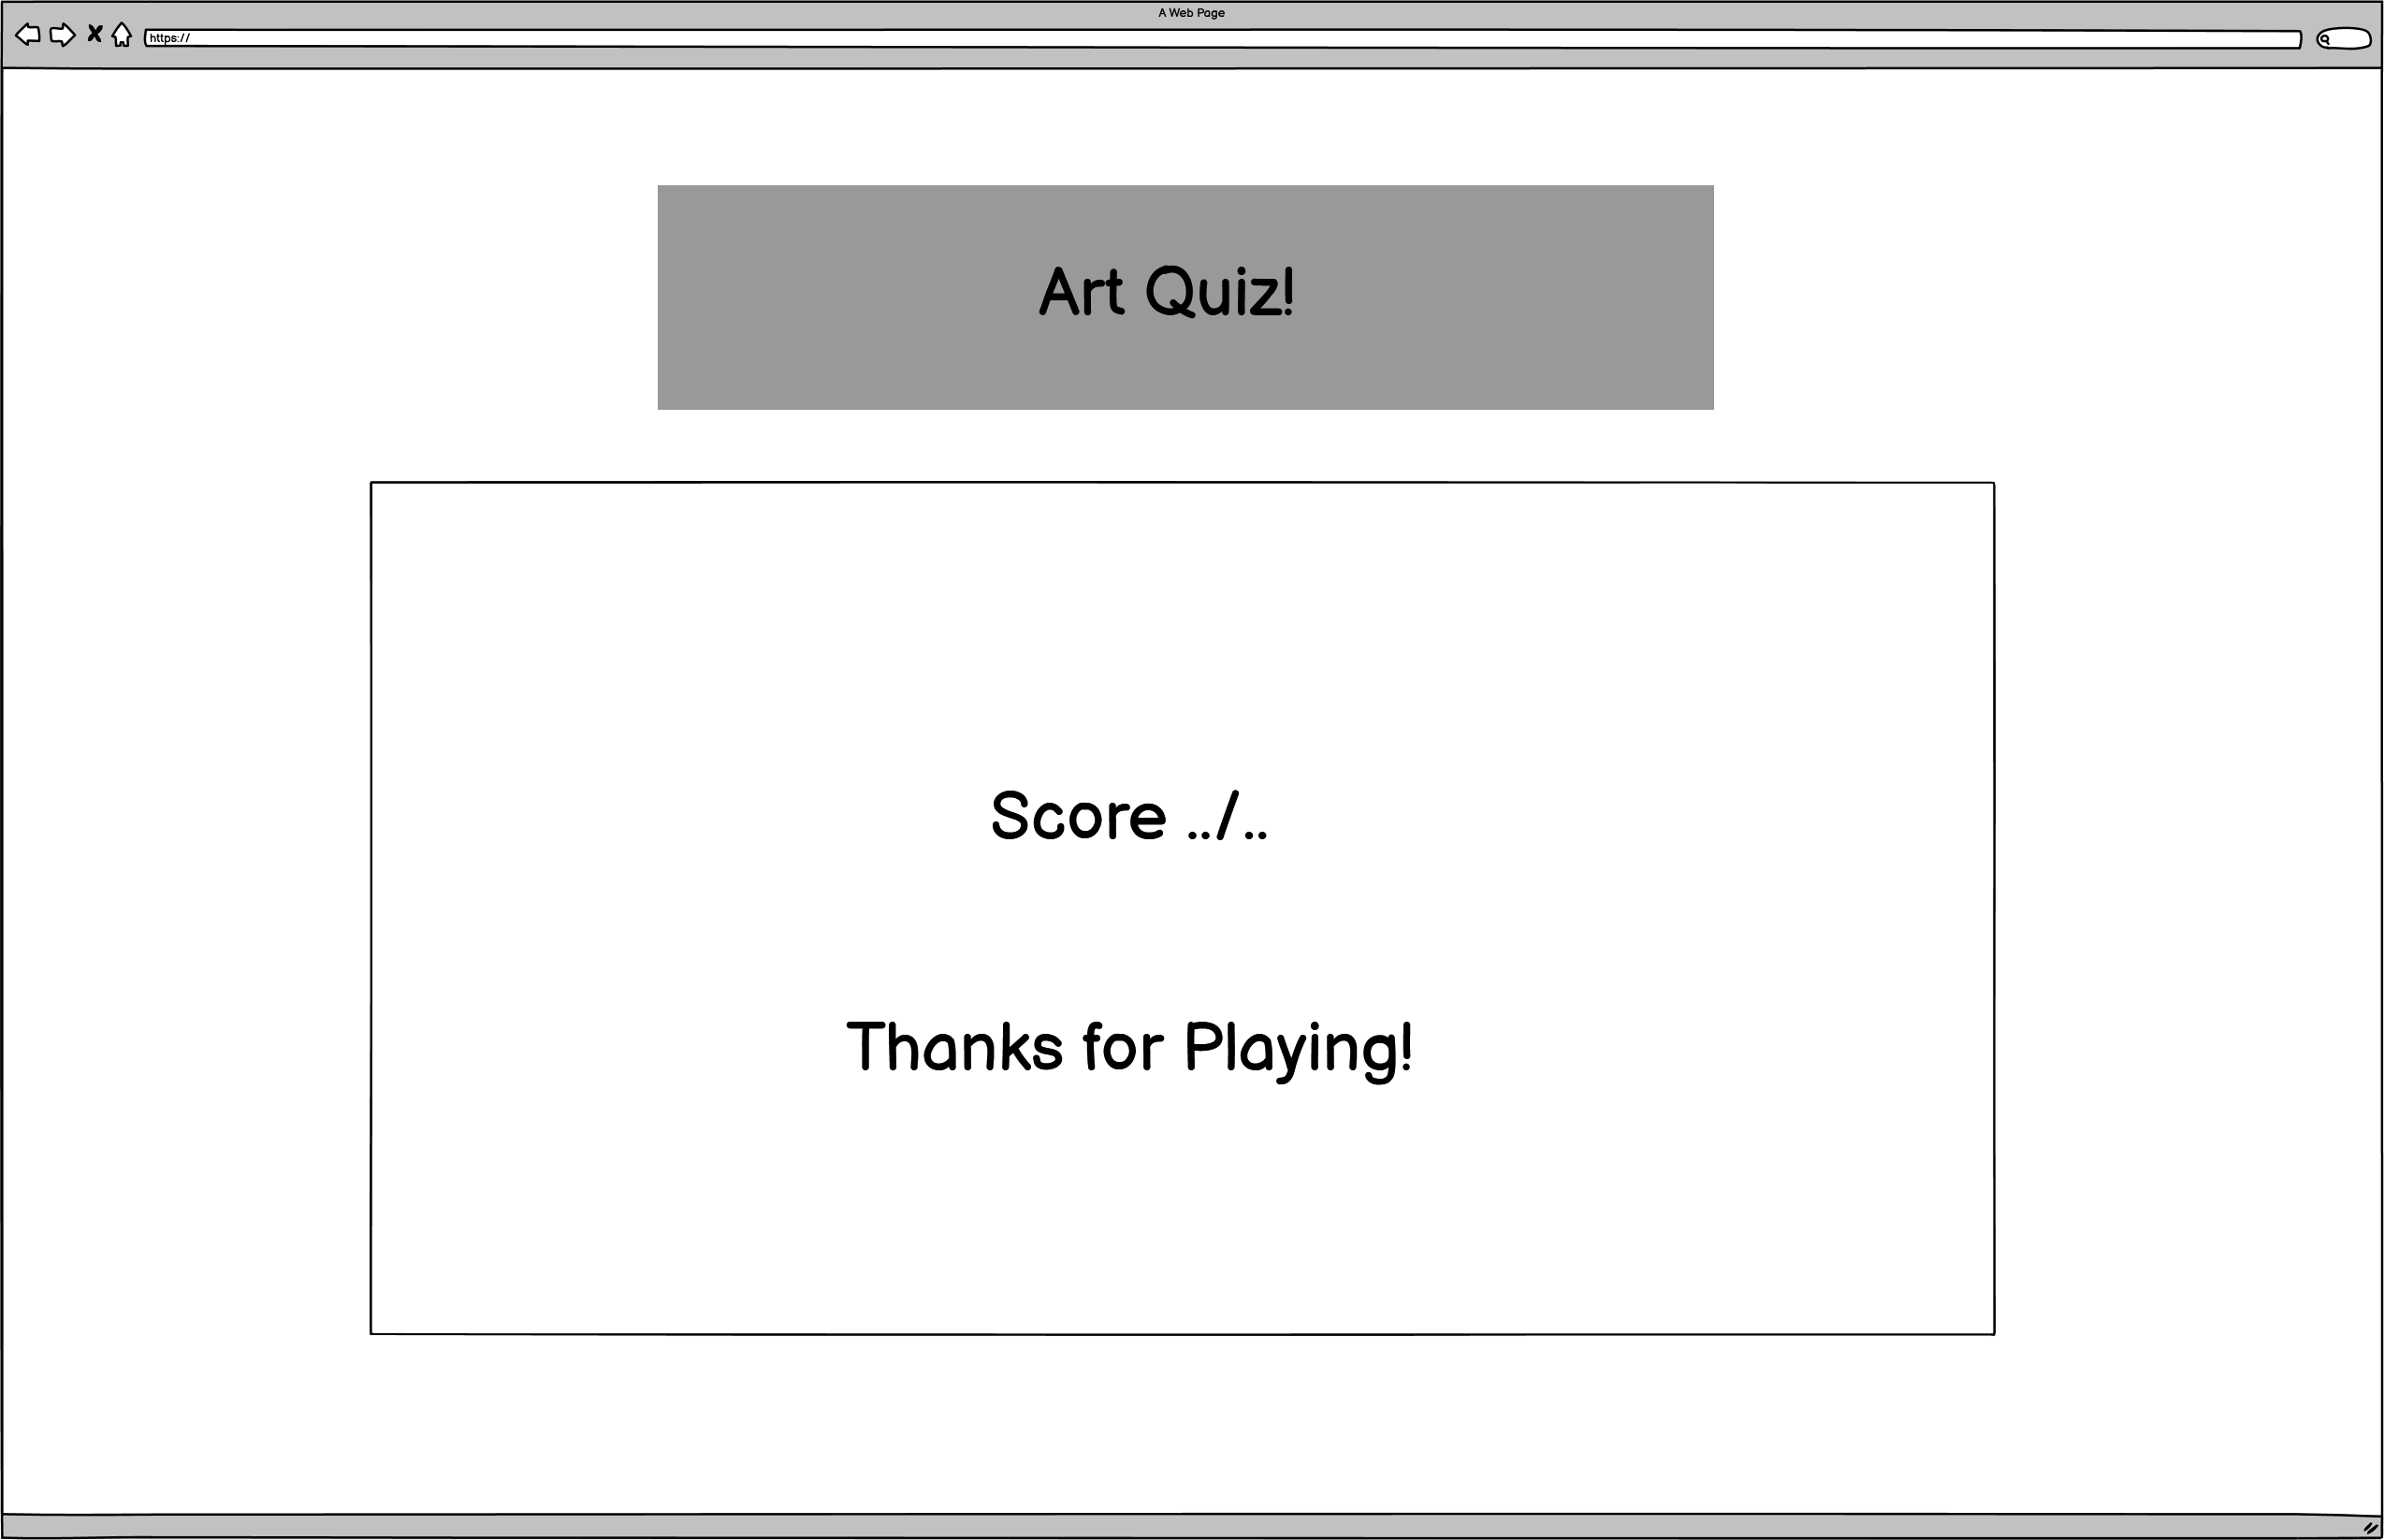 A Web Page
https://
Art Quiz!
Score ../..
Thanks for Playing!